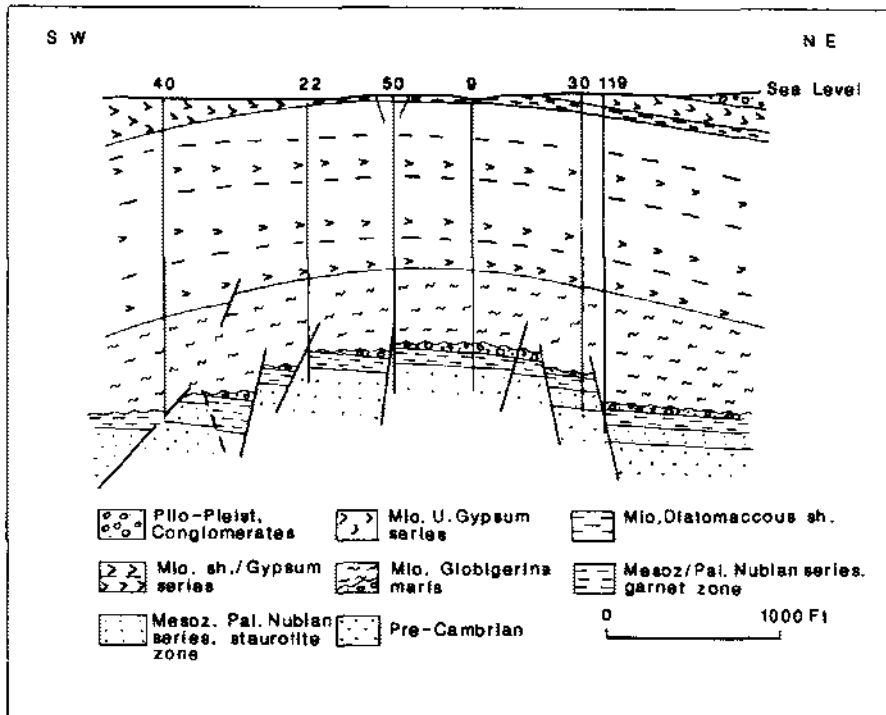 S W
N E
40 22 50 9 30 119
Sea Level
Plio-Pleist. Conglomerates
Mio. U. Gypsum series
Mio. Diatomaccous sh.
Mio. sh./Gypsum series
Mio. Globigerina marls
Mesoz/Pal. Nubian series. garnet zone
Mesoz. Pal. Nubian series. staurolite zone
Pre-Cambrian
0 1000 Ft